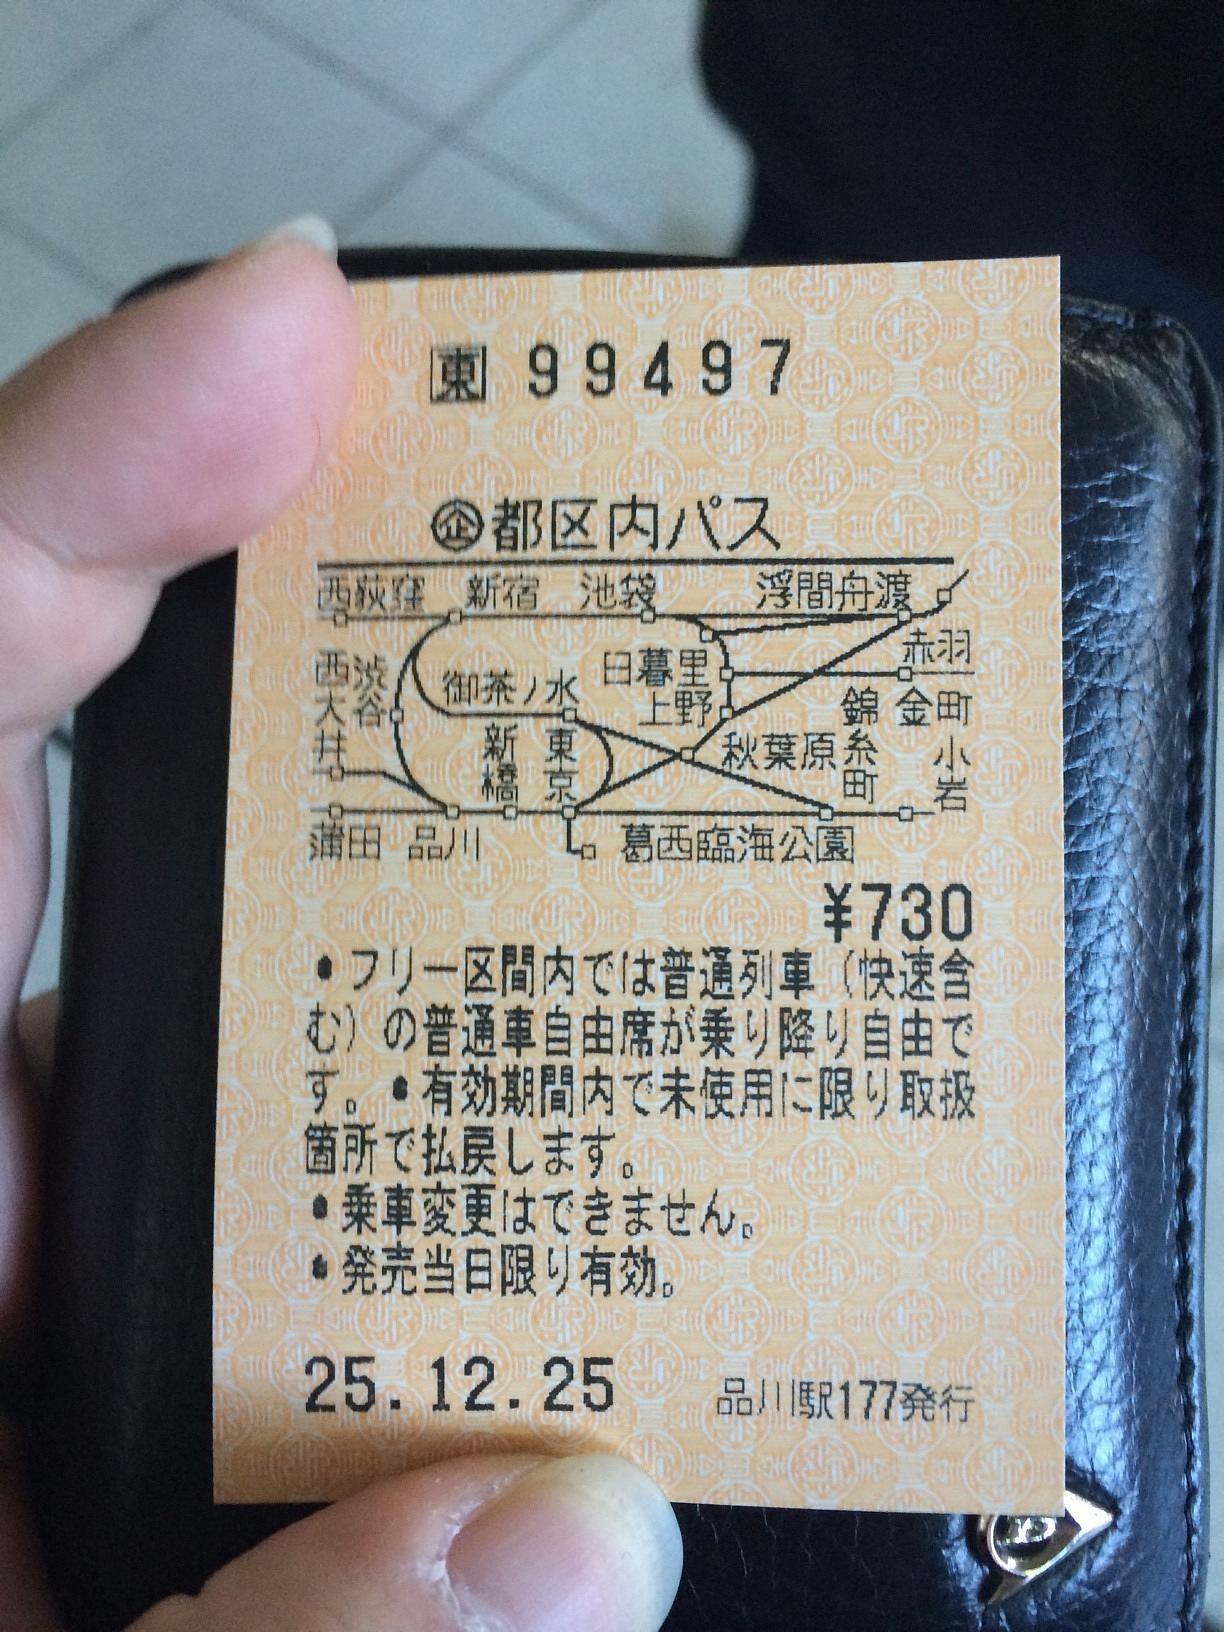 東 99497
㊭都区内パス
西荻窪 新宿 池袋 浮間舟渡
赤羽
西大井 渋谷 御茶ノ水 日暮里
上野 錦糸町 金町
新橋 東京 秋葉原 小岩
蒲田 品川 葛西臨海公園
¥730
•フリー区間内では普通列車(快速含
む)の普通車自由席が乗り降り自由で
す。•有効期間内で未使用に限り取扱
箇所で払戻します。
•乗車変更はできません。
•発売当日限り有効。
25.12.25 品川駅177発行